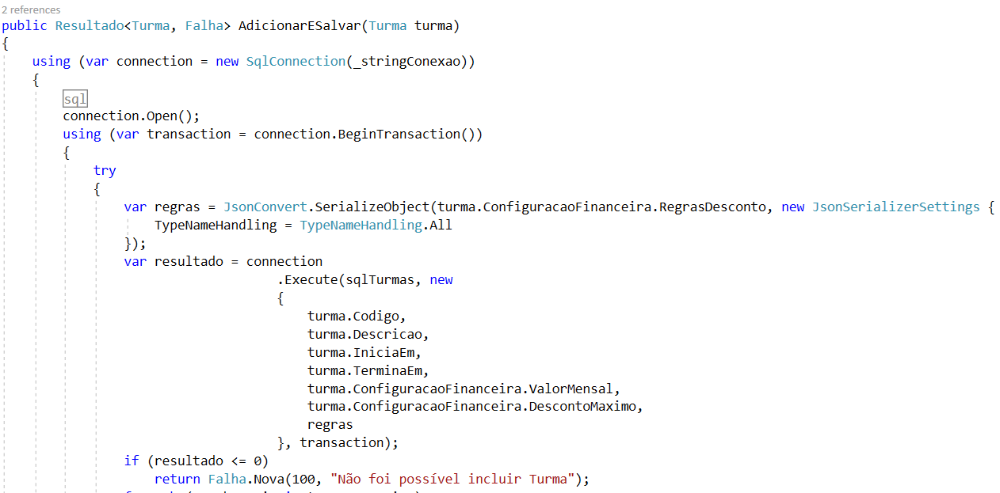 2 references
public Resultado<Turma, Falha> AdicionarESalvar(Turma turma)
{
using (var connection = new SqlConnection(_stringConexao))
{
sql
connection.Open();
using (var transaction = connection.BeginTransaction())
{
try
{
var regras = JsonConvert.SerializeObject(turma.ConfiguracaoFinanceira.RegrasDesconto, new JsonSerializerSettings {
TypeNameHandling = TypeNameHandling.All
});
var resultado = connection
.Execute(sqlTurmas, new
{
turma.Codigo,
turma.Descricao,
turma.IniciaEm,
turma.TerminaEm,
turma.ConfiguracaoFinanceira.ValorMensal,
turma.ConfiguracaoFinanceira.DescontoMaximo,
regras
}, transaction);
if (resultado <= 0)
return Falha.Nova(100, "Não foi possível incluir Turma");